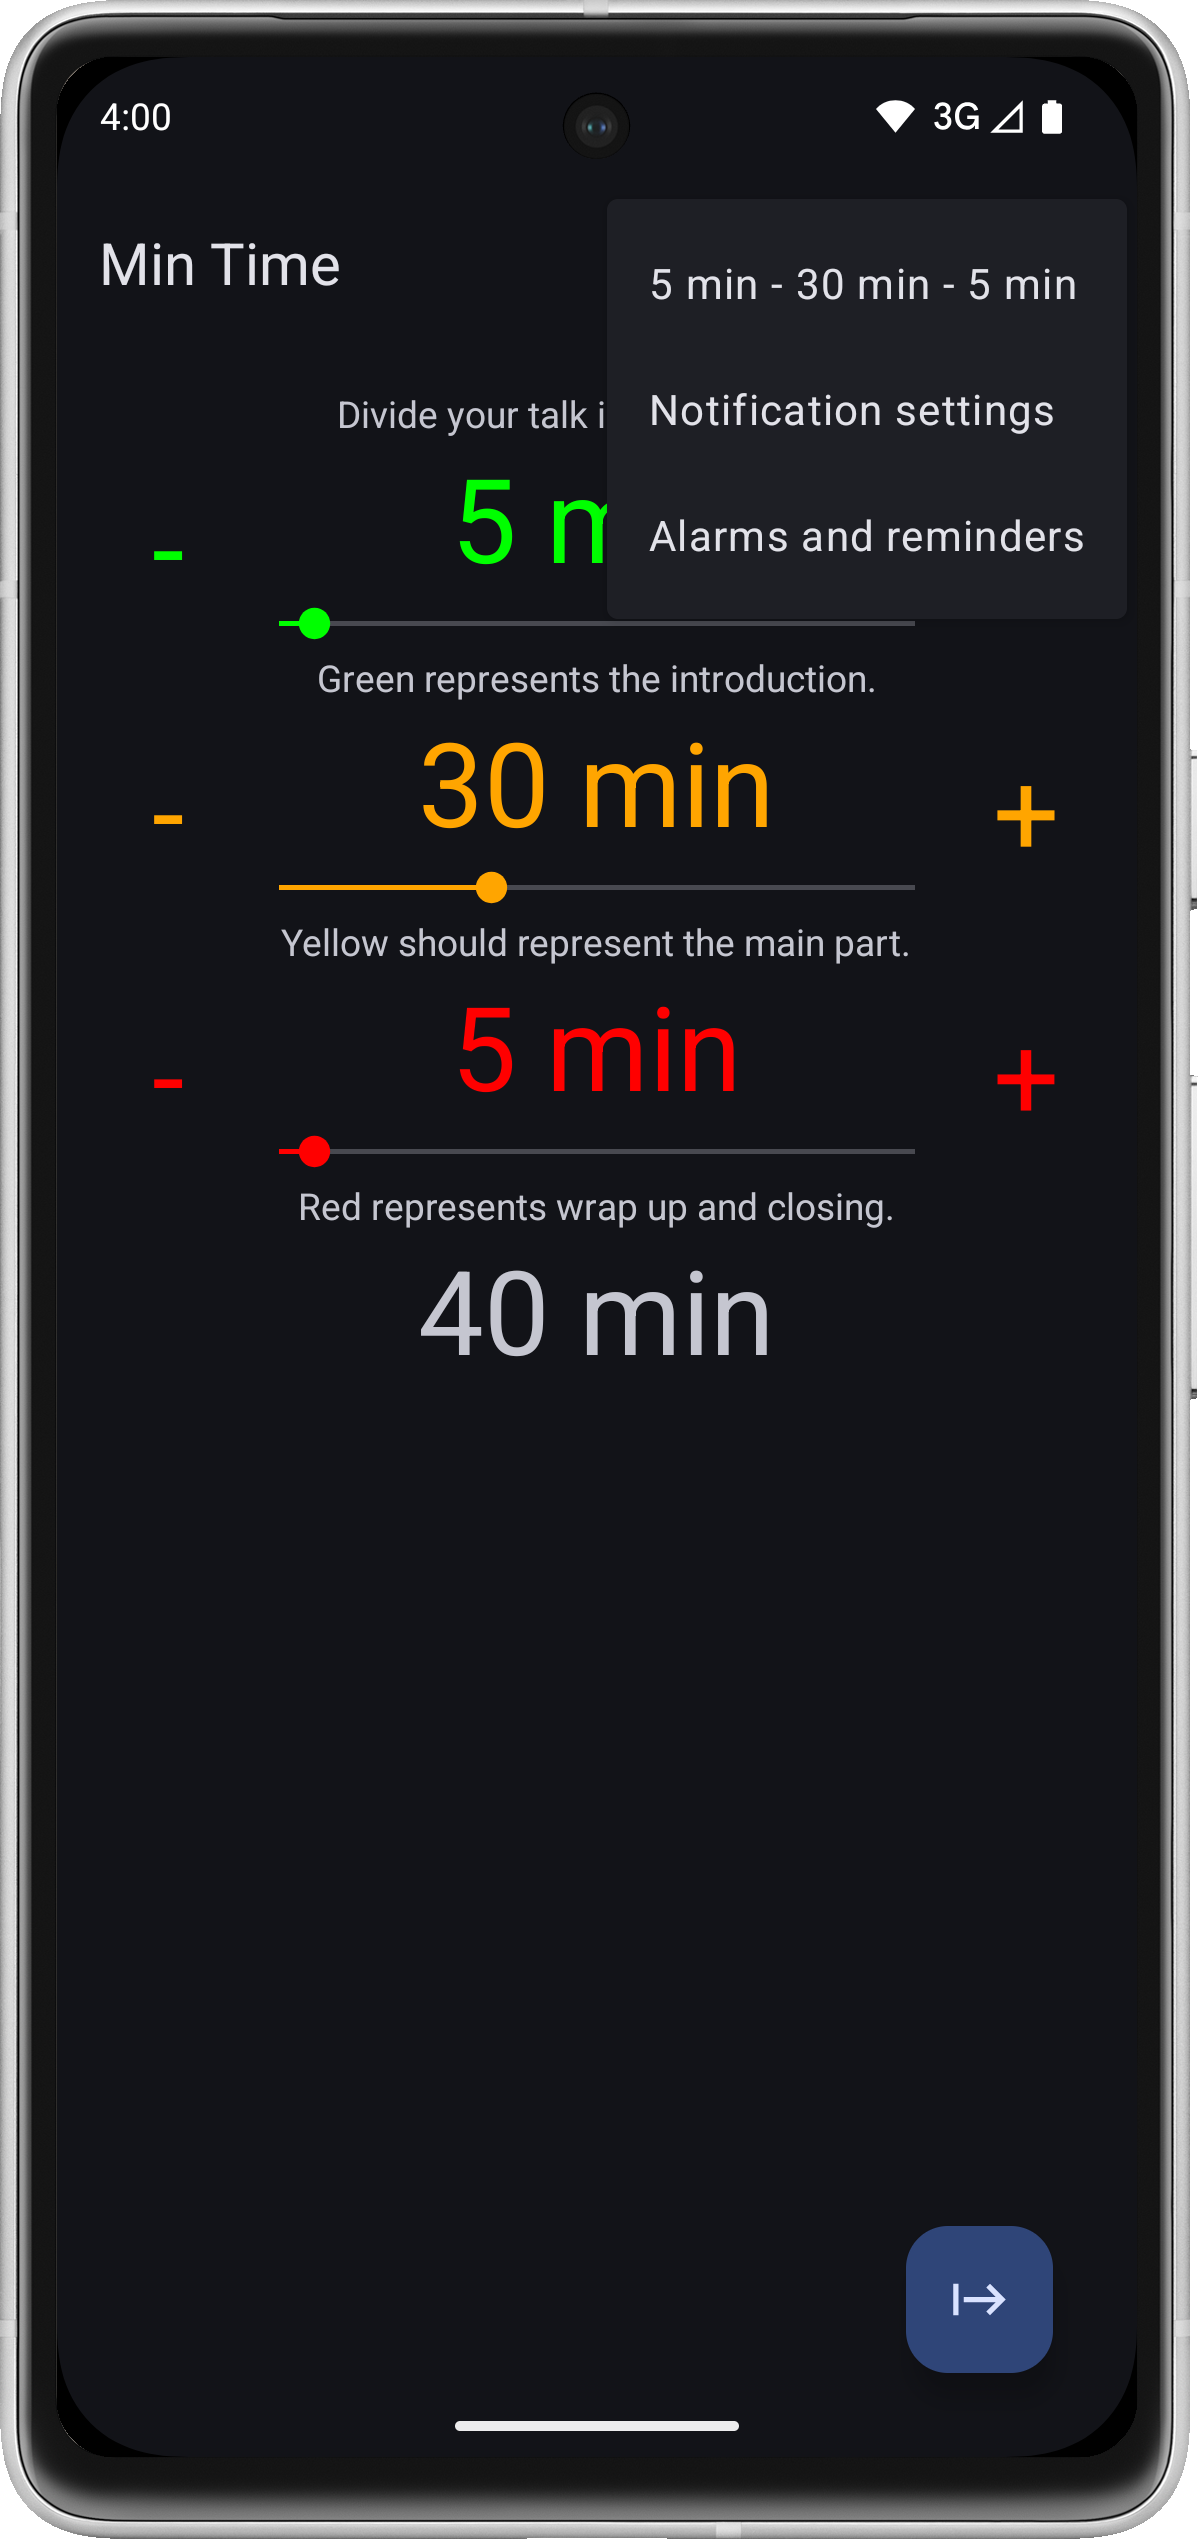 4:00
3G
Min Time
5 min - 30 min - 5 min
Notification settings
Alarms and reminders
Divide your talk
- 5
Green represents the introduction.
- 30 min +
Yellow should represent the main part.
- 5 min +
Red represents wrap up and closing.
40 min